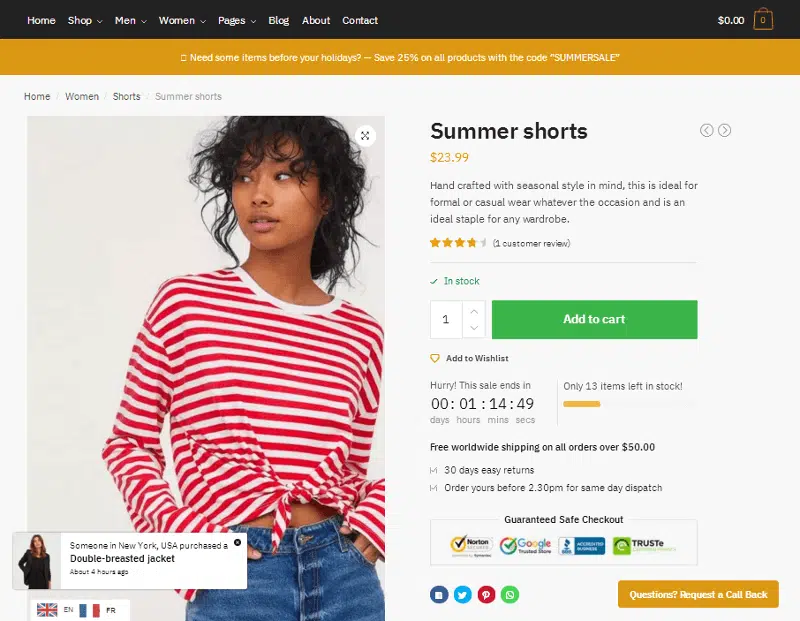 Home Shop Men Women Pages Blog About Contact $0.00 0
Need some items before your holidays? — Save 25% on all products with the code "SUMMERSALE"
Home / Women / Shorts / Summer shorts
Summer shorts
$23.99
Hand crafted with seasonal style in mind, this is ideal for
formal or casual wear whatever the occasion and is an
ideal staple for any wardrobe.
(1 customer review)
In stock
1
Add to cart
Add to Wishlist
Hurry! This sale ends in
00: 01 : 14: 49
days hours mins secs
Only 13 items left in stock!
Free worldwide shipping on all orders over $50.00
30 days easy returns
Order yours before 2.30pm for same day dispatch
Guaranteed Safe Checkout
Norton
SECURED
Google
Trusted Store
BBB
ACCREDITED
BUSINESS
TRUSTe
Someone in New York, USA purchased a
Double-breasted jacket
About 4 hours ago
EN FR
Questions? Request a Call Back